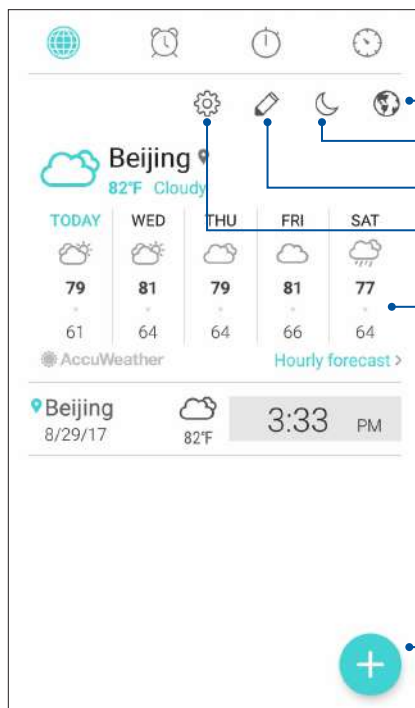 Beijing
82°F Cloudy
TODAY WED THU FRI SAT
79 81 79 81 77
61 64 64 66 64
AccuWeather Hourly forecast >
Beijing
8/29/17
82°F
3:33 PM